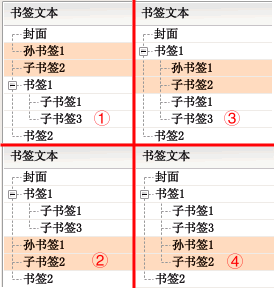 书签文本
封面
孙书签1
子书签2
书签1
子书签1
子书签3 ①
书签2
书签文本
封面
书签1
孙书签1
子书签2
子书签1
子书签3 ③
书签2
书签文本
封面
书签1
子书签1
子书签3
孙书签1
子书签2 ②
书签2
书签文本
封面
书签1
子书签1
子书签3
孙书签1
子书签2 ④
书签2